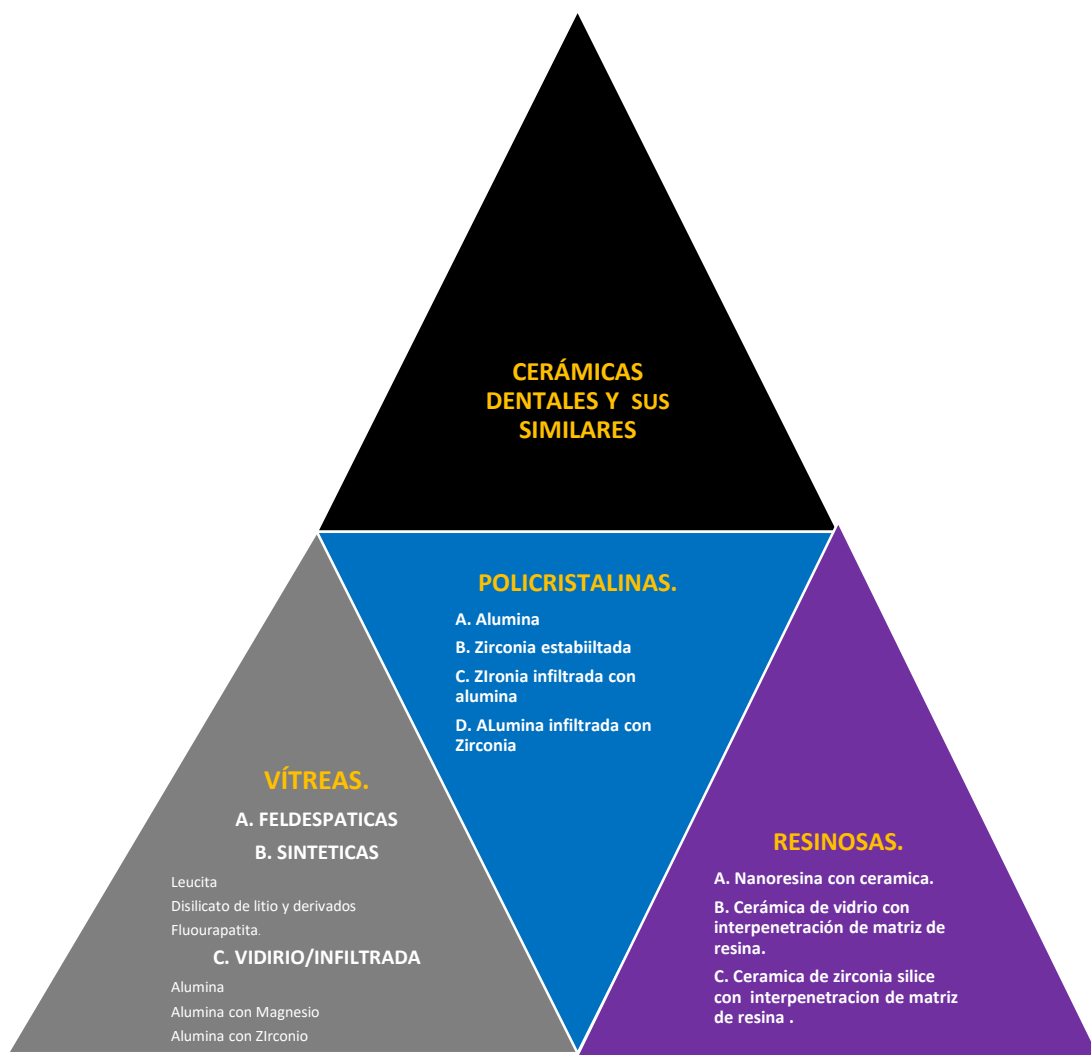 CERÁMICAS
DENTALES Y SUS
SIMILARES
POLICRISTALINAS.
A. Alumina
B. Zirconia estabiiltada
C. ZIronia infiltrada con
alumina
D. ALumina infiltrada con
Zirconia
VÍTREAS.
A. FELDESPATICAS
B. SINTETICAS
Leucita
Disilicato de litio y derivados
Fluourapatita.
C. VIDIRIO/INFILTRADA
Alumina
Alumina con Magnesio
Alumina con ZIrconio
RESINOSAS.
A. Nanoresina con ceramica.
B. Cerámica de vidrio con
interpenetración de matriz de
resina.
C. Ceramica de zirconia silice
con interpenetracion de matriz
de resina .